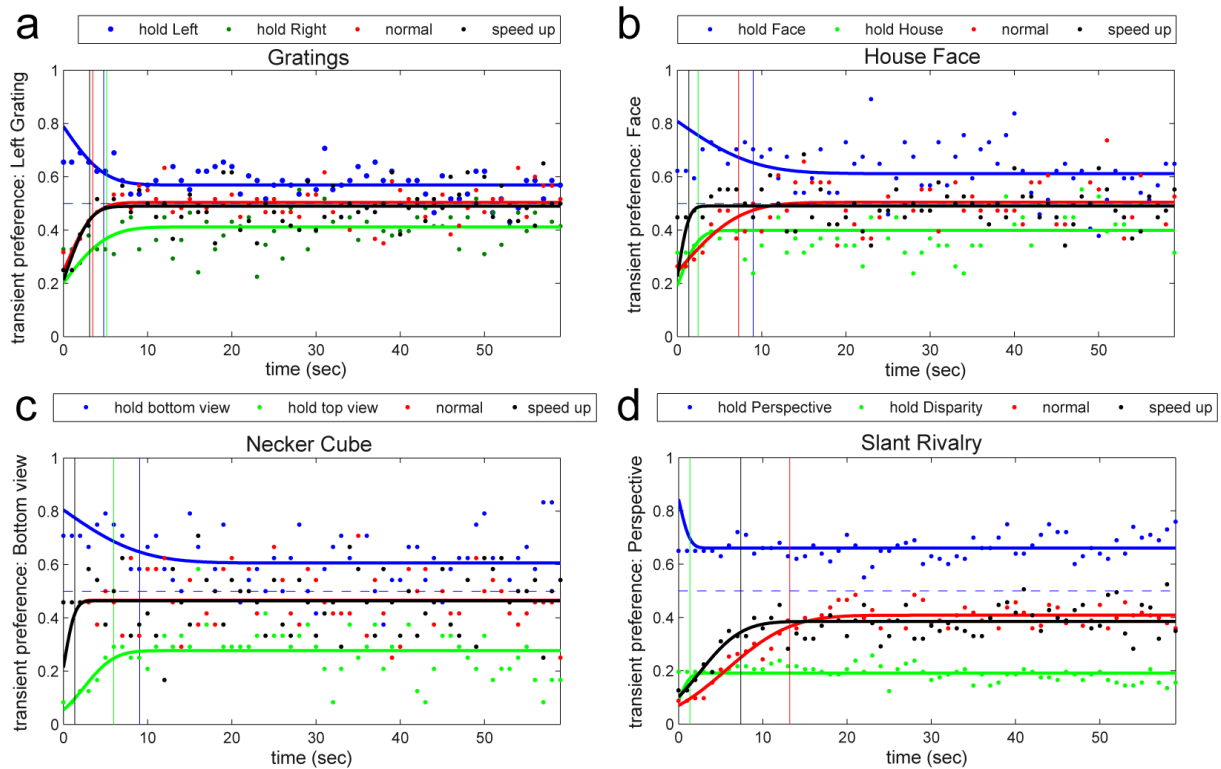 a
hold Left hold Right normal speed up
Gratings
transient preference: Left Grating
1
0.8
0.6
0.4
0.2
0
0 10 20 30 40 50
time (sec)
b
hold Face hold House normal speed up
House Face
transient preference: Face
1
0.8
0.6
0.4
0.2
0
0 10 20 30 40 50
time (sec)
c
hold bottom view hold top view normal speed up
Necker Cube
transient preference: Bottom view
1
0.8
0.6
0.4
0.2
0
0 10 20 30 40 50
time (sec)
d
hold Perspective hold Disparity normal speed up
Slant Rivalry
transient preference: Perspective
1
0.8
0.6
0.4
0.2
0
0 10 20 30 40 50
time (sec)